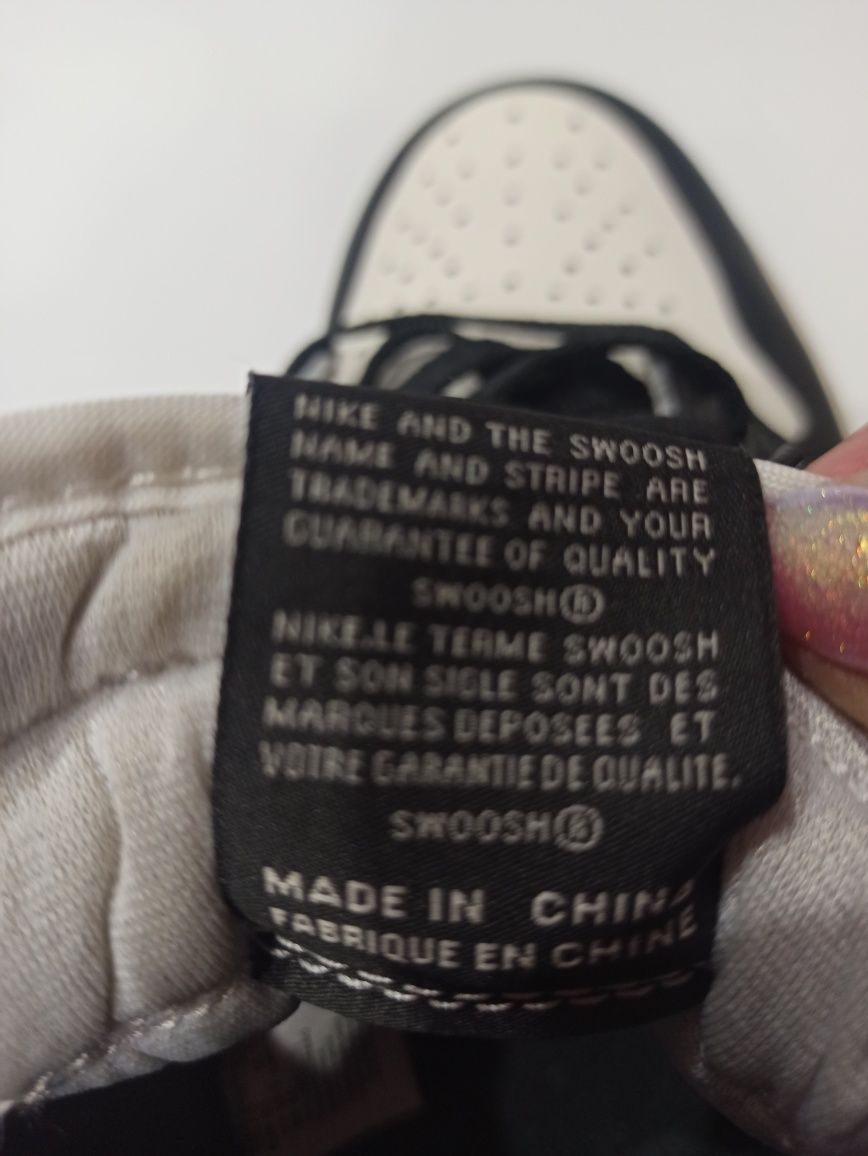 NIKE AND THE SWOOSH
NAME AND STRIPE ARE
TRADEMARKS AND YOUR
GUARANTEE OF QUALITY
SWOOSH®
NIKE.LE TERME SWOOSH
ET SON SIGLE SONT DES
MARQUES DEPOSEES ET
VOTRE GARANTIE DE QUALITE.
SWOOSH®
MADE IN CHINA
FABRIQUE EN CHINE